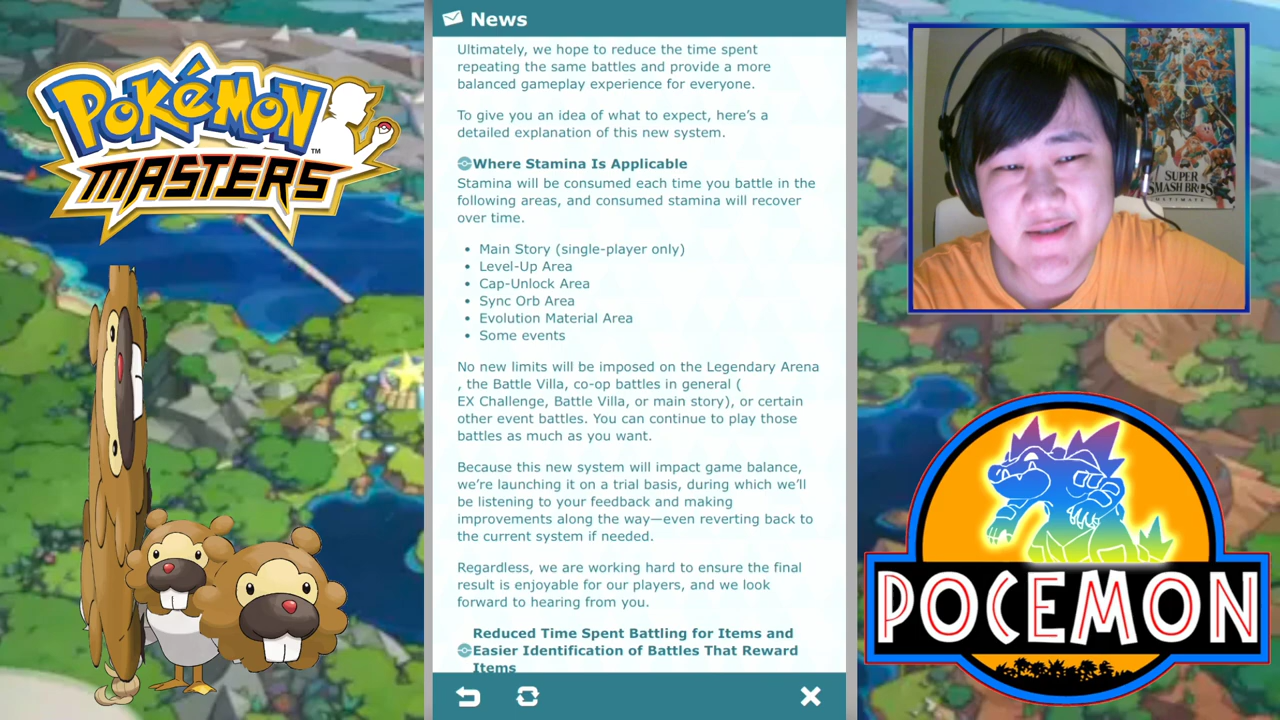 POKéMON
MASTERS
TM
News
Ultimately, we hope to reduce the time spent
repeating the same battles and provide a more
balanced gameplay experience for everyone.
To give you an idea of what to expect, here's a
detailed explanation of this new system.
Where Stamina Is Applicable
Stamina will be consumed each time you battle in the
following areas, and consumed stamina will recover
over time.
• Main Story (single-player only)
• Level-Up Area
• Cap-Unlock Area
• Sync Orb Area
• Evolution Material Area
• Some events
No new limits will be imposed on the Legendary Arena
, the Battle Villa, co-op battles in general (
EX Challenge, Battle Villa, or main story), or certain
other event battles. You can continue to play those
battles as much as you want.
Because this new system will impact game balance,
we're launching it on a trial basis, during which we'll
be listening to your feedback and making
improvements along the way—even reverting back to
the current system if needed.
Regardless, we are working hard to ensure the final
result is enjoyable for our players, and we look
forward to hearing from you.
Reduced Time Spent Battling for Items and
Easier Identification of Battles That Reward
Items
SUPER
SMASH BROS
ULTIMATE
POCEMON